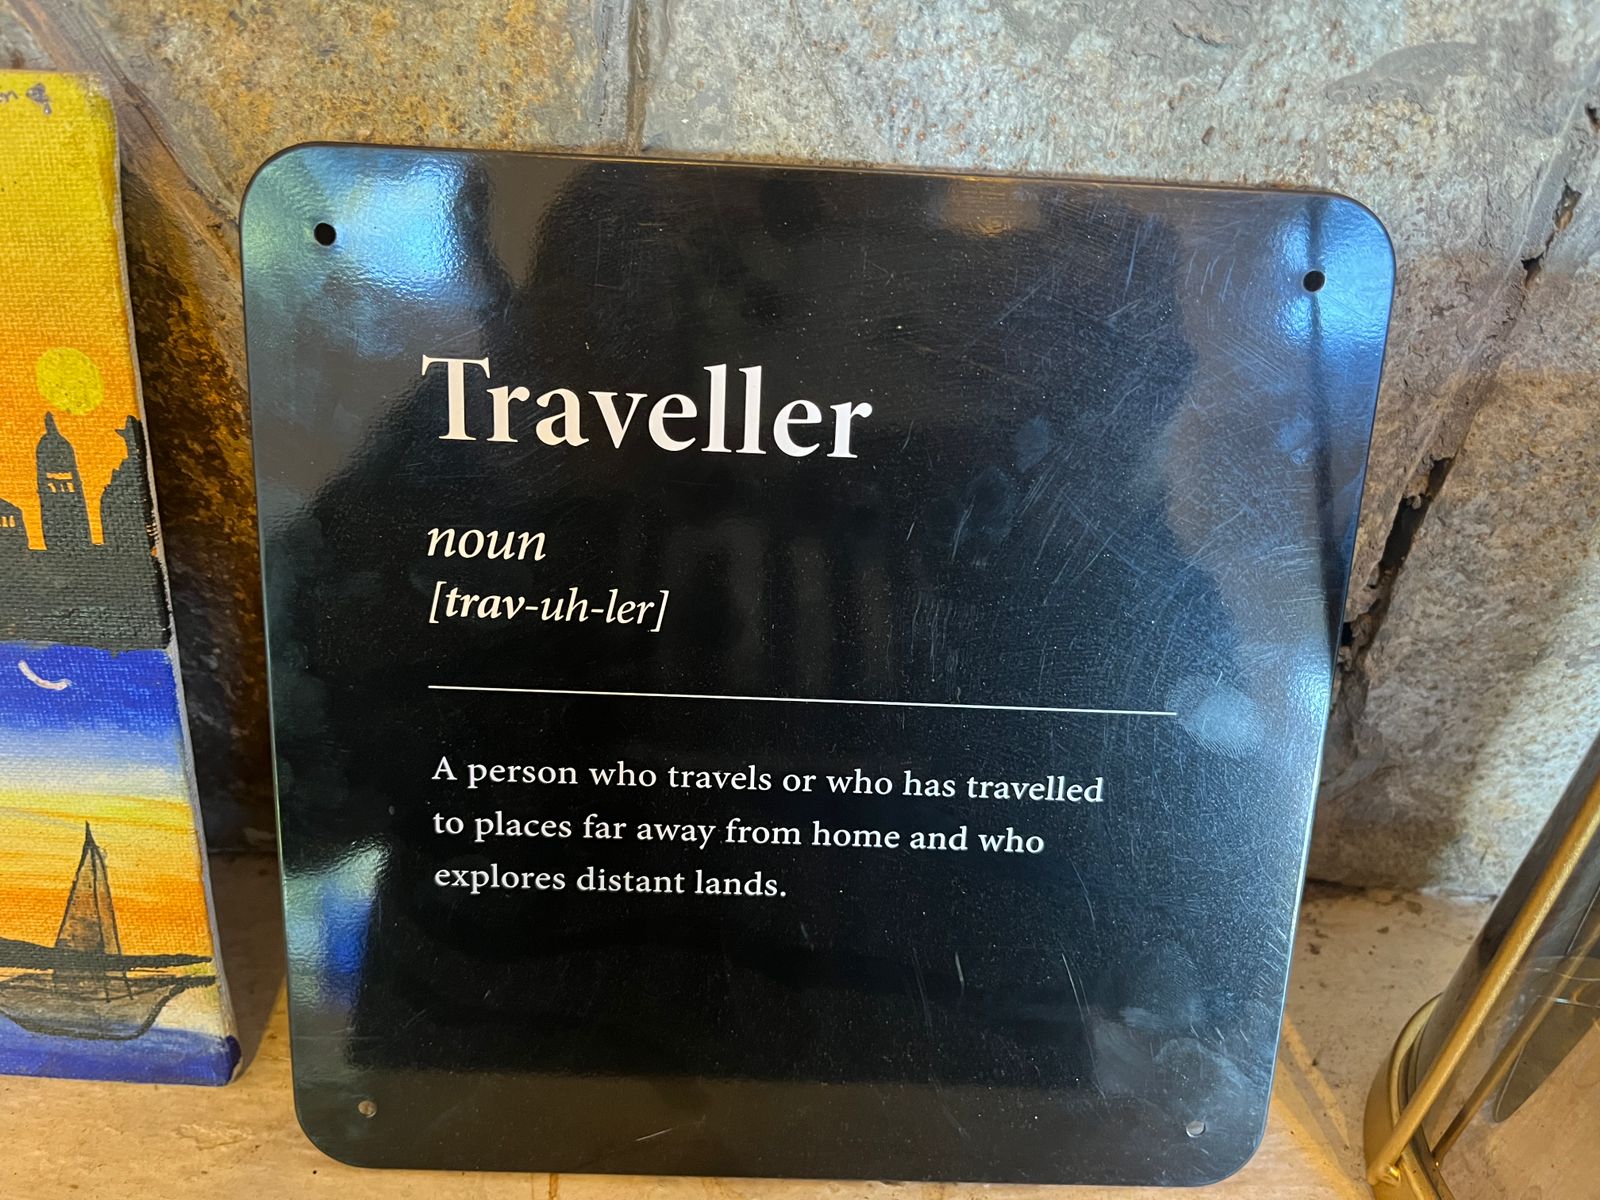 Traveller
noun
[trav-uh-ler]
A person who travels or who has travelled
to places far away from home and who
explores distant lands.